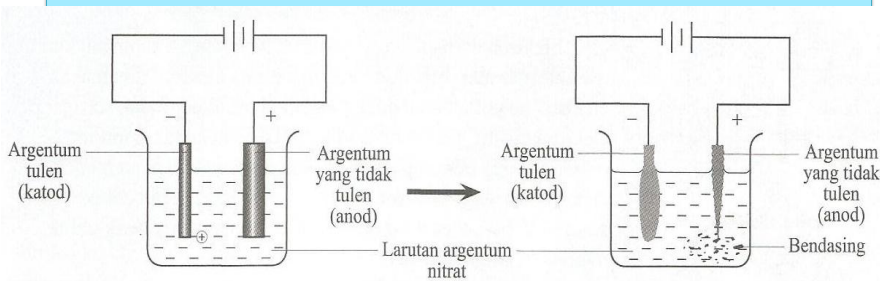 −
+
Argentum
tulen
(katod)
Argentum
yang tidak
tulen
(anod)
+
Larutan argentum
nitrat
−
+
Argentum
tulen
(katod)
Argentum
yang tidak
tulen
(anod)
Bendasing